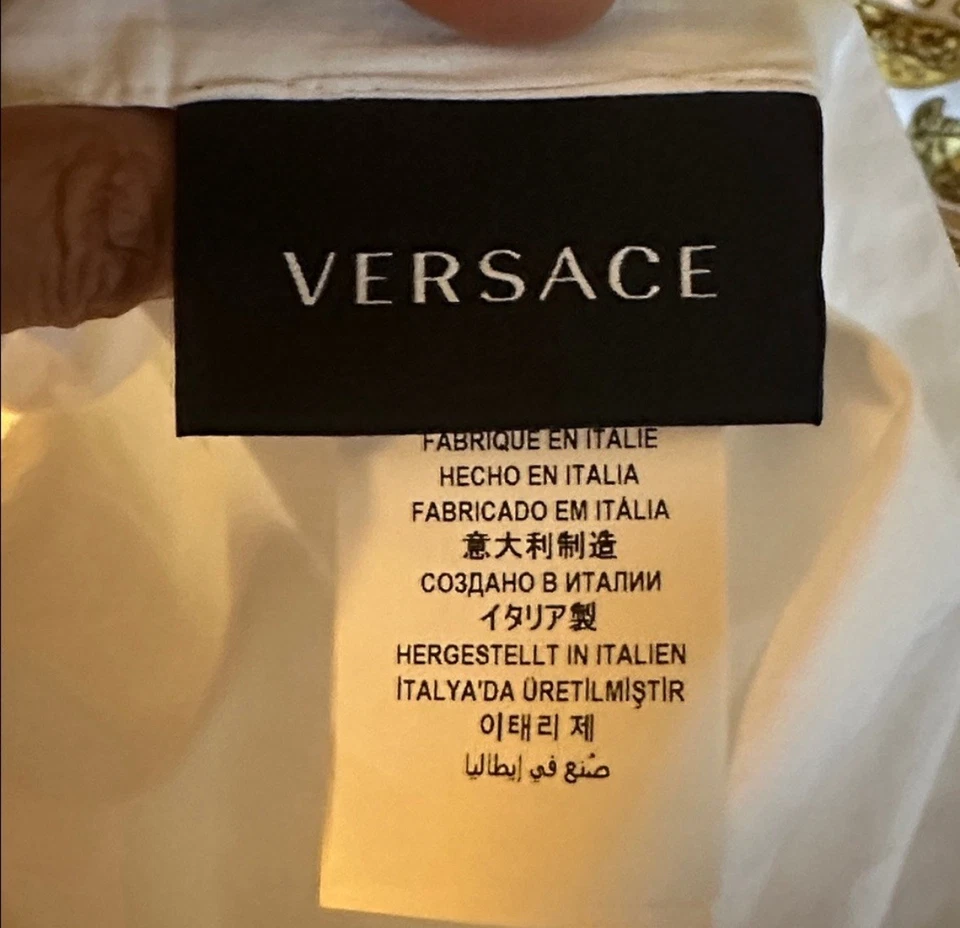 VERSACE
FABRIQUÉ EN ITALIE
HECHO EN ITALIA
FABRICADO EM ITÁLIA
意大利制造
СОЗДАНО В ИТАЛИИ
イタリア製
HERGESTELLT IN ITALIEN
İTALYA'DA ÜRETİLMİŞTİR
이태리 제
صُنع في إيطاليا